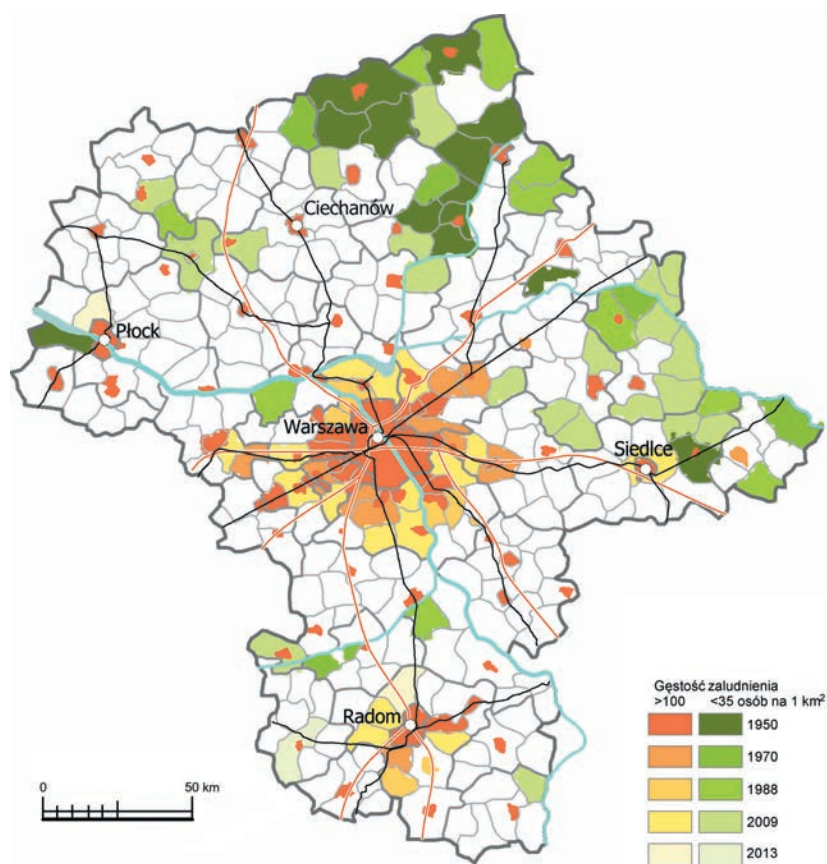 Ciechanów
Płock
Warszawa
Siedlce
Radom
0 50 km
Gęstość zaludnienia
>100 <35 osób na 1 km²
1950
1970
1988
2009
2013